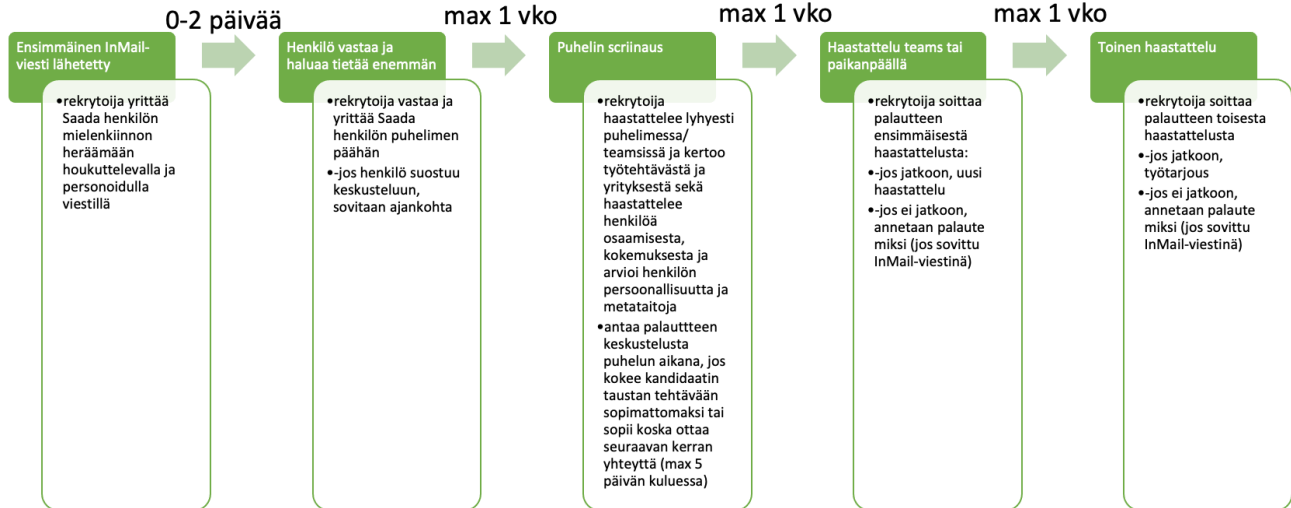 0-2 päivää
max 1 vko
max 1 vko
max 1 vko
Ensimmäinen InMail-
viesti lähetetty
•rekrytoija yrittää
Saada henkilön
mielenkiinnon
heräämään
houkuttelevalla ja
personoidulla
viestillä
Henkilö vastaa ja
haluaa tietää enemmän
•rekrytoija vastaa ja
yrittää Saada
henkilön puhelimen
päähän
•-jos henkilö suostuu
keskusteluun,
sovitaan ajankohta
Puhelin scriinaus
•rekrytoija
haastattelee lyhyesti
puhelimessa/
teamsissä ja kertoo
työtehtävästä ja
yrityksestä sekä
haastattelee
henkilöä
osaamisesta,
kokemuksesta ja
arvioi henkilön
persoonallisuutta ja
metataitoja
•antaa palauttteen
keskustelusta
puhelun aikana, jos
kokee kandidaatin
taustan tehtävään
sopimattomaksi tai
sopii koska ottaa
seuraavan kerran
yhteyttä (max 5
päivän kuluessa)
Haastattelu teams tai
paikanpäällä
•rekrytoija soittaa
palautteen
ensimmäisestä
haastattelusta:
•-jos jatkoon, uusi
haastattelu
•-jos ei jatkoon,
annetaan palaute
miksi (jos sovittu
InMail-viestinä)
Toinen haastattelu
•rekrytoija soittaa
palautteen toisesta
haastattelusta
•-jos jatkoon,
työtarjous
•-jos ei jatkoon,
annetaan palaute
miksi (jos sovittu
InMail-viestinä)